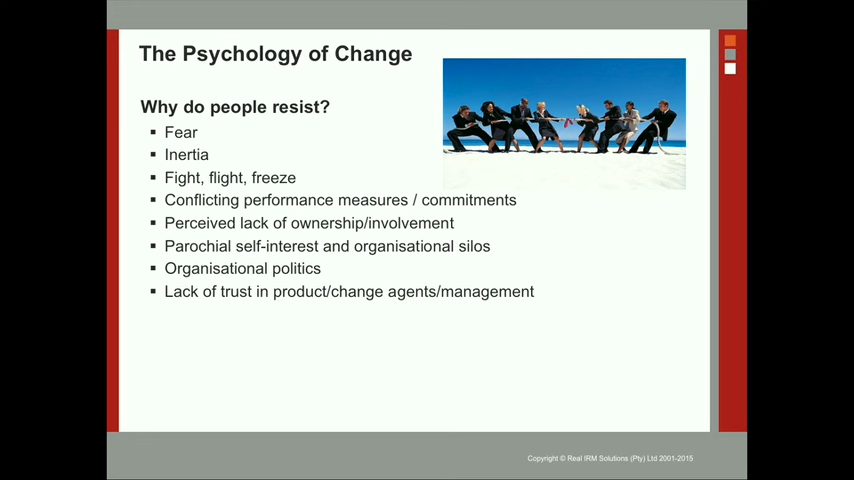 The Psychology of Change
Why do people resist?
▪ Fear
▪ Inertia
▪ Fight, flight, freeze
▪ Conflicting performance measures / commitments
▪ Perceived lack of ownership/involvement
▪ Parochial self-interest and organisational silos
▪ Organisational politics
▪ Lack of trust in product/change agents/management
Copyright © Real IRM Solutions (Pty) Ltd 2001-2015